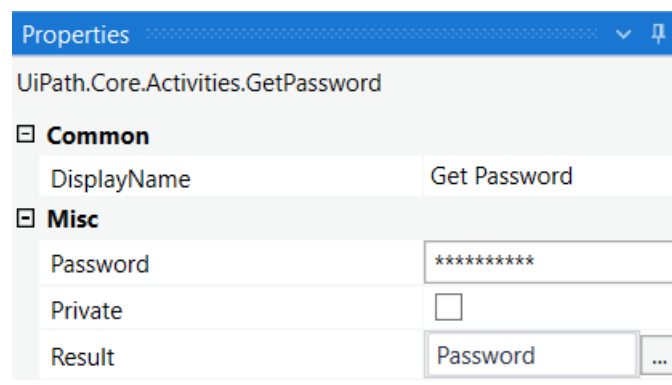 Properties
UiPath.Core.Activities.GetPassword
Common
DisplayName Get Password
Misc
Password **********
Private
Result Password ...